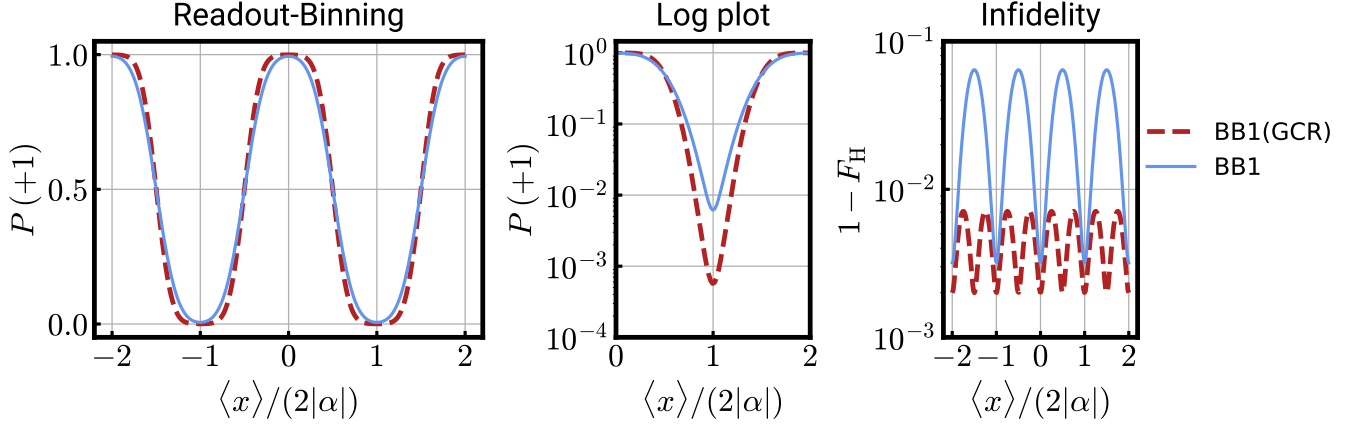 Readout-Binning
P (+1)
1.0
0.5
0.0
−2
−1
0
1
2
⟨x⟩/(2|α|)
Log plot
P (+1)
10⁰
10⁻¹
10⁻²
10⁻³
10⁻⁴
0
1
2
⟨x⟩/(2|α|)
Infidelity
1 − F_H
10⁻¹
10⁻²
10⁻³
−2
−1
0
1
2
⟨x⟩/(2|α|)
BB1(GCR)
BB1